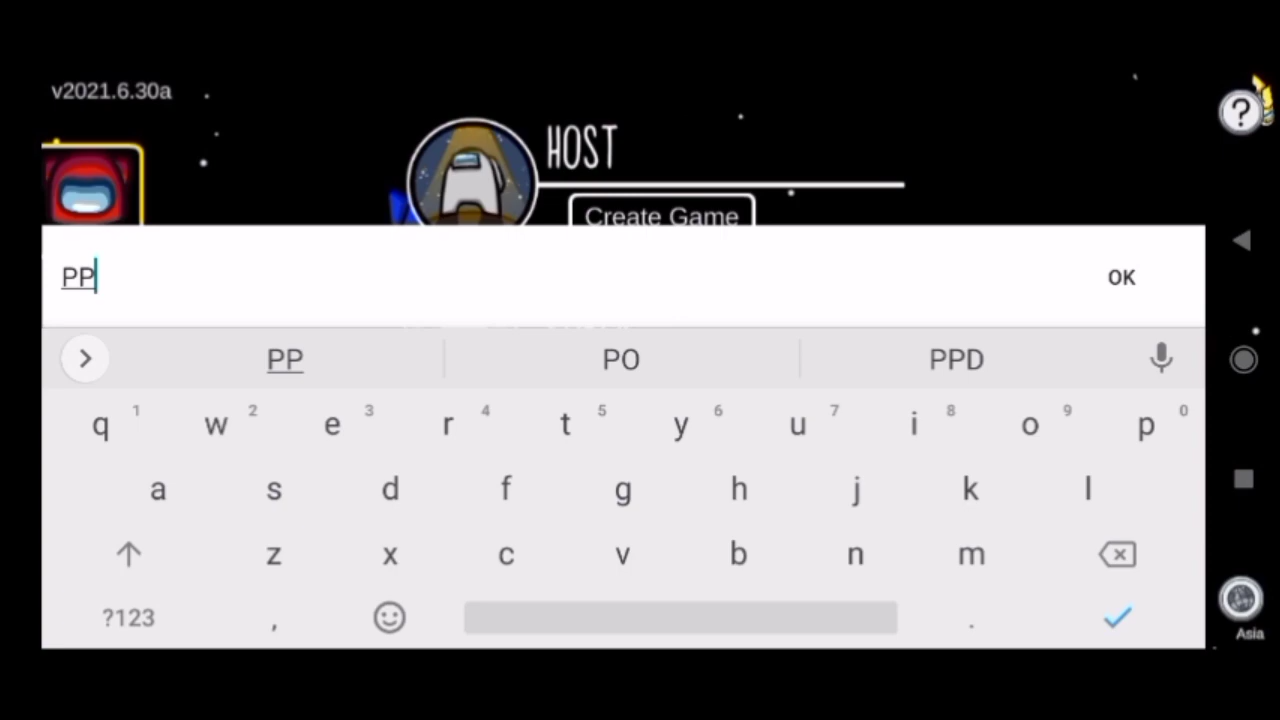 v2021.6.30a
HOST
Create Game
?
PP
OK
PP PO PPD
q 1 w 2 e 3 r 4 t 5 y 6 u 7 i 8 o 9 p 0
a s d f g h j k l
z x c v b n m
?123 , .
Asia